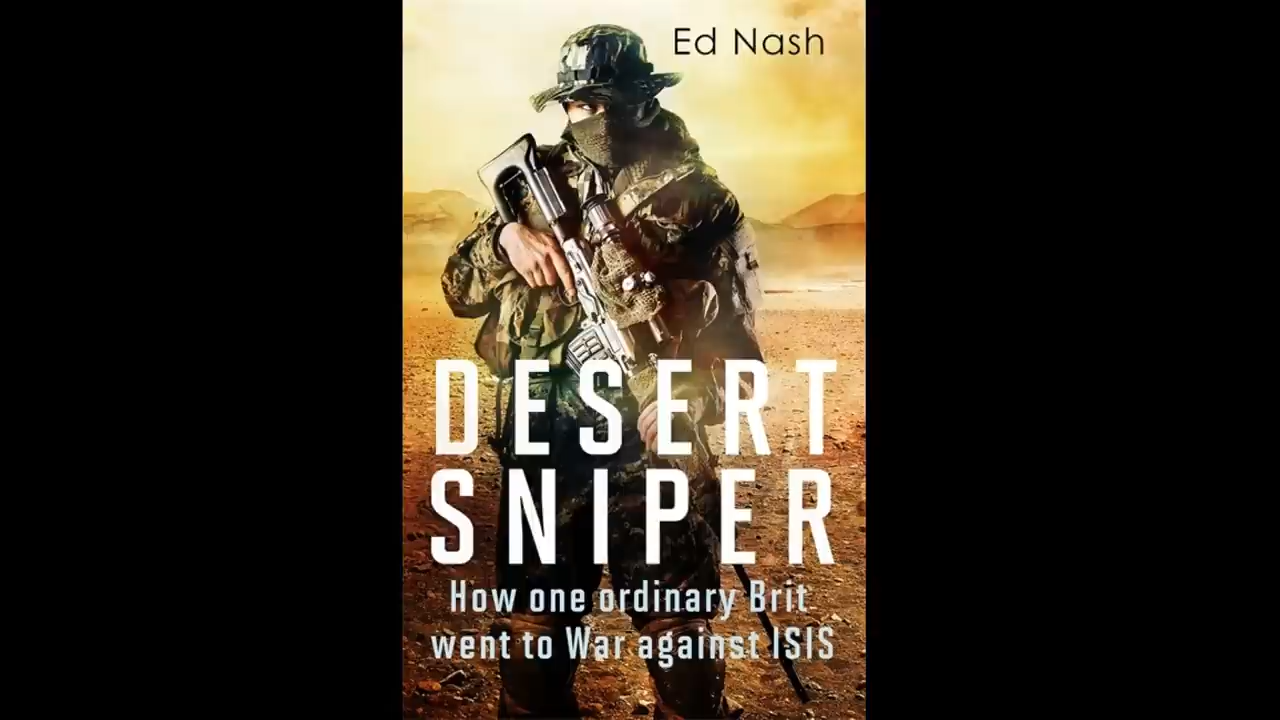 Ed Nash
DESERT
SNIPER
How one ordinary Brit
went to War against ISIS